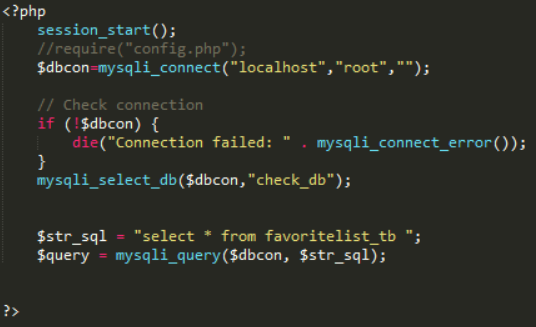 <?php
    session_start();
    //require("config.php");
    $dbcon=mysqli_connect("localhost","root","");
    // Check connection
    if (!$dbcon) {
        die("Connection failed: " . mysqli_connect_error());
    }
    mysqli_select_db($dbcon,"check_db");
    $str_sql = "select * from favoritelist_tb ";
    $query = mysqli_query($dbcon, $str_sql);
?>